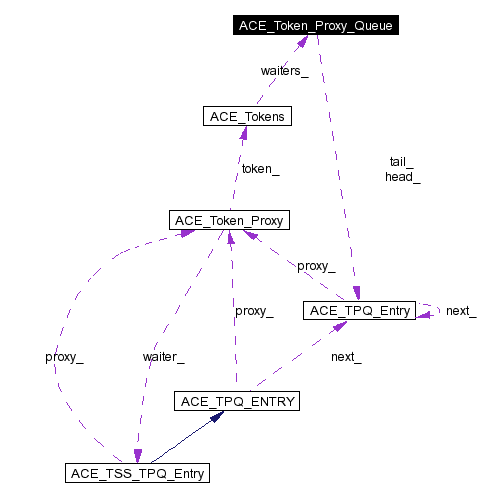 ACE_Token_Proxy_Queue
waiters_
ACE_Tokens
tail_
head_
token_
ACE_Token_Proxy
proxy_
ACE_TPQ_Entry
next_
proxy_
proxy_
waiter_
next_
ACE_TPQ_ENTRY
ACE_TSS_TPQ_Entry